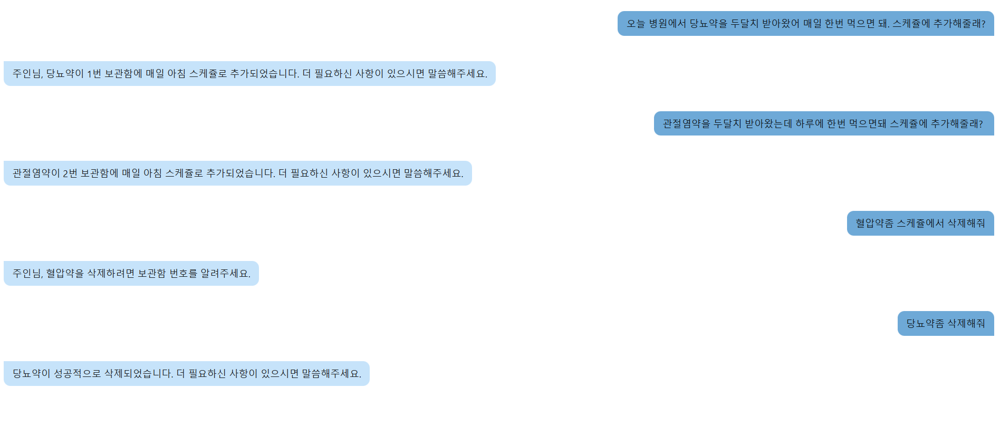 오늘 병원에서 당뇨약을 두달치 받아왔어 매일 한번 먹으면 돼. 스케쥴에 추가해줄래?
주인님, 당뇨약이 1번 보관함에 매일 아침 스케쥴로 추가되었습니다. 더 필요하신 사항이 있으시면 말씀해주세요.
관절염약을 두달치 받아왔는데 하루에 한번 먹으면돼 스케쥴에 추가해줄래?
관절염약이 2번 보관함에 매일 아침 스케쥴로 추가되었습니다. 더 필요하신 사항이 있으시면 말씀해주세요.
혈압약좀 스케쥴에서 삭제해줘
주인님, 혈압약을 삭제하려면 보관함 번호를 알려주세요.
당뇨약좀 삭제해줘
당뇨약이 성공적으로 삭제되었습니다. 더 필요하신 사항이 있으시면 말씀해주세요.